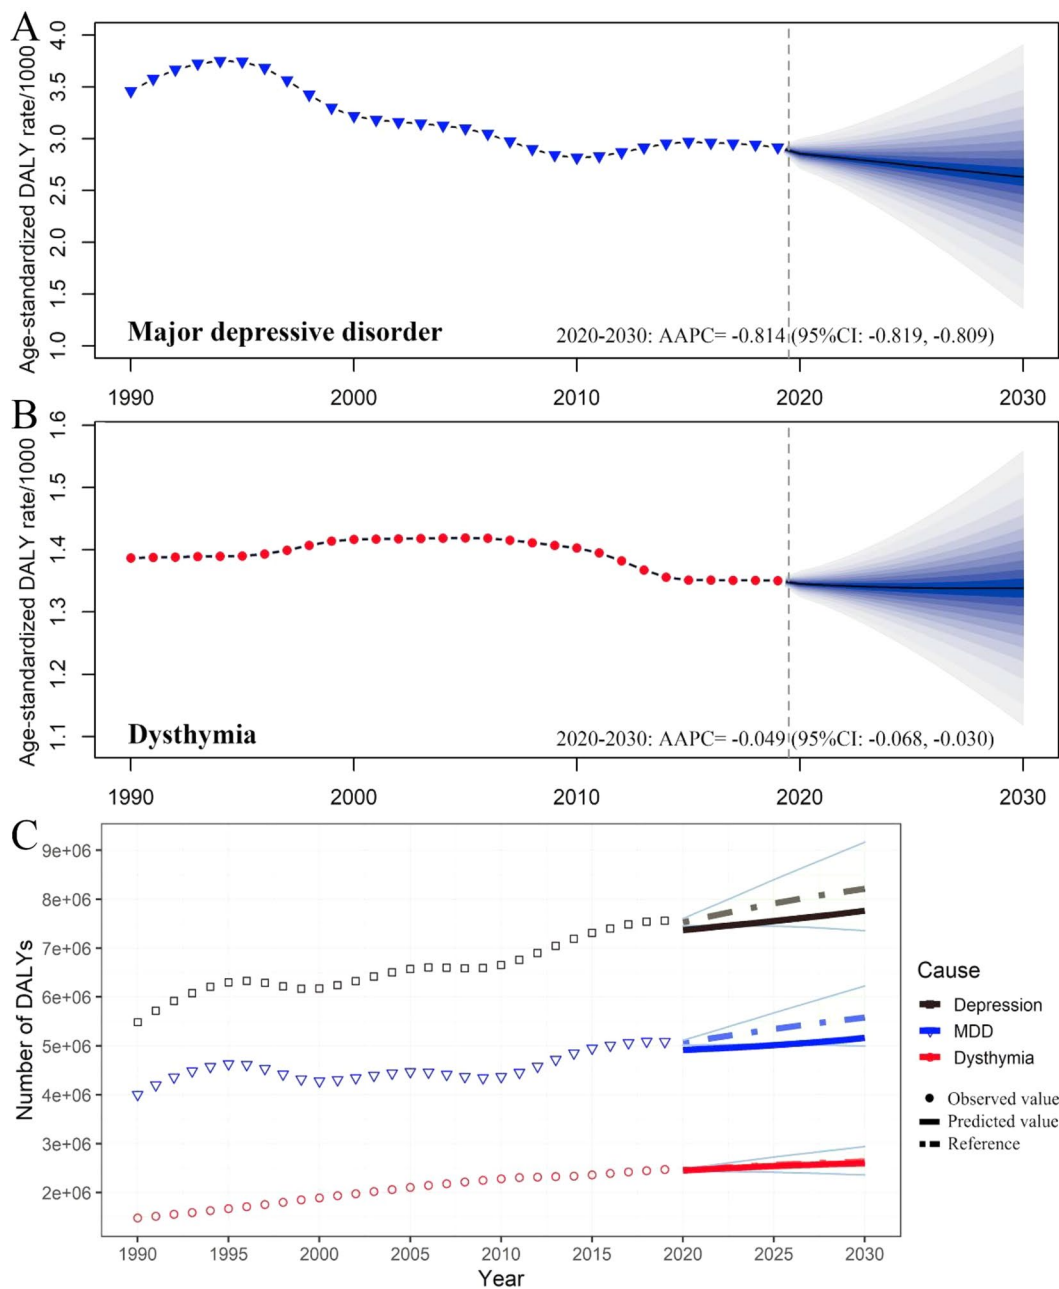 A
Age-standardized DALY rate/1000
4.0
3.5
3.0
2.5
2.0
1.5
1.0
Major depressive disorder
2020-2030: AAPC= -0.814 (95%CI: -0.819, -0.809)
1990 2000 2010 2020 2030
B
Age-standardized DALY rate/1000
1.6
1.5
1.4
1.3
1.2
1.1
Dysthymia
2020-2030: AAPC= -0.049 (95%CI: -0.068, -0.030)
1990 2000 2010 2020 2030
C
Number of DALYs
9e+06
8e+06
7e+06
6e+06
5e+06
4e+06
3e+06
2e+06
1990 1995 2000 2005 2010 2015 2020 2025 2030
Year
Cause
Depression
MDD
Dysthymia
Observed value
Predicted value
Reference